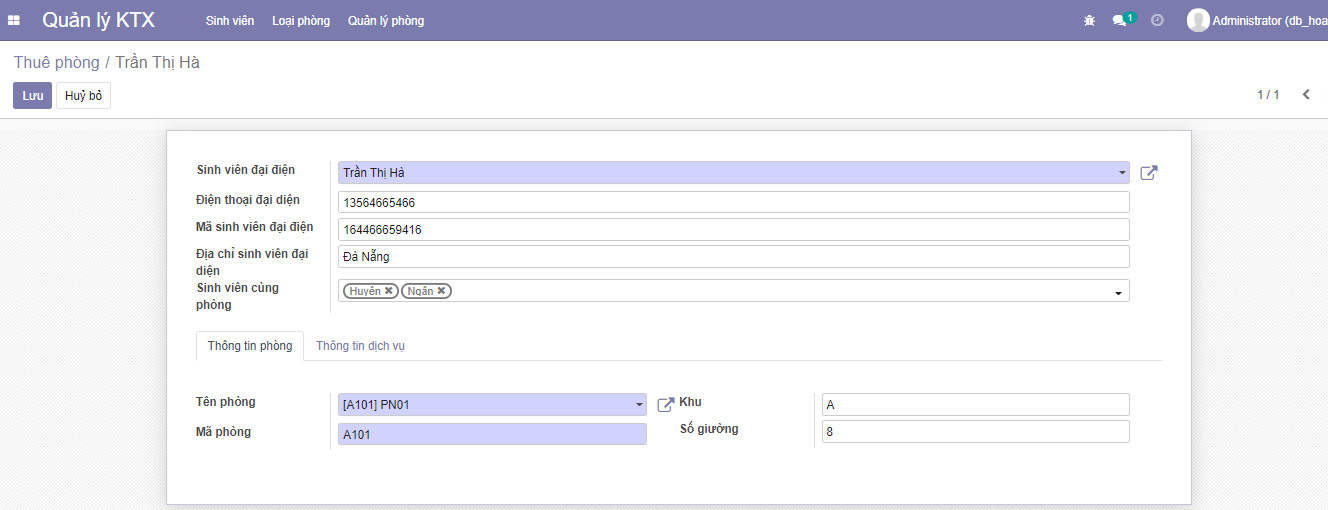 Quản lý KTX Sinh viên Loại phòng Quản lý phòng 1 Administrator (db_hoa
Thuê phòng / Trần Thị Hà
Lưu Huỷ bỏ 1 / 1
Sinh viên đại điện Trần Thị Hà
Điện thoại đại diện 13564665466
Mã sinh viên đại điện 164466659416
Địa chỉ sinh viên đại
diện
Đà Nẵng
Sinh viên cùng
phòng
Huyên ✖ Ngân ✖
Thông tin phòng Thông tin dịch vụ
Tên phòng [A101] PN01 Khu A
Mã phòng A101 Số giường 8